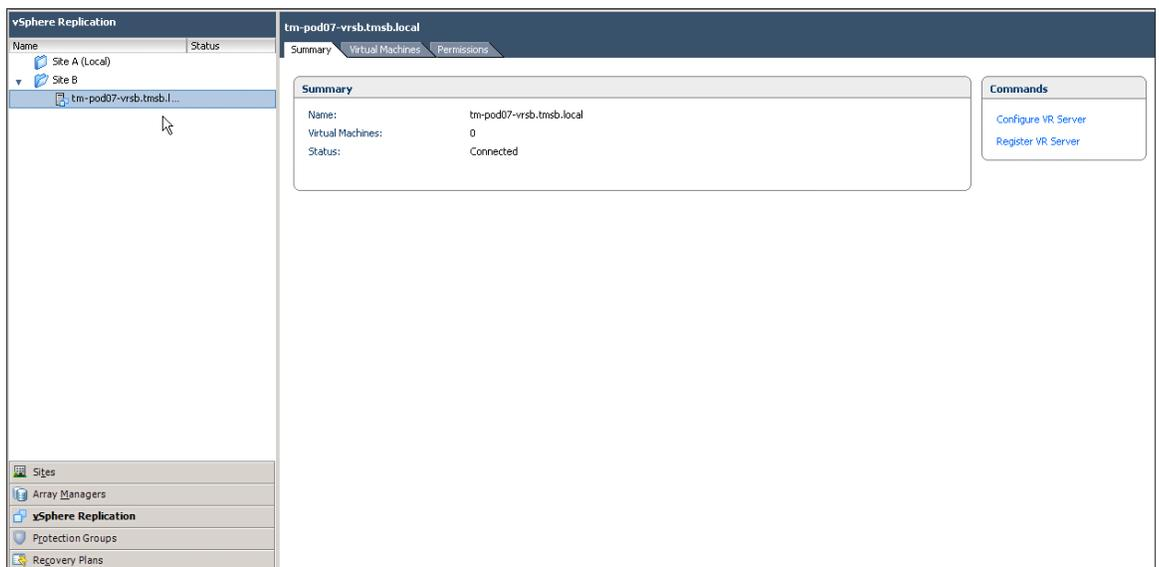 vSphere Replication
Name Status
Site A (Local)
Site B
tm-pod07-vrsb.tmsb.l...
Sites
Array Managers
vSphere Replication
Protection Groups
Recovery Plans
tm-pod07-vrsb.tmsb.local
Summary Virtual Machines Permissions
Summary
Name: tm-pod07-vrsb.tmsb.local
Virtual Machines: 0
Status: Connected
Commands
Configure VR Server
Register VR Server